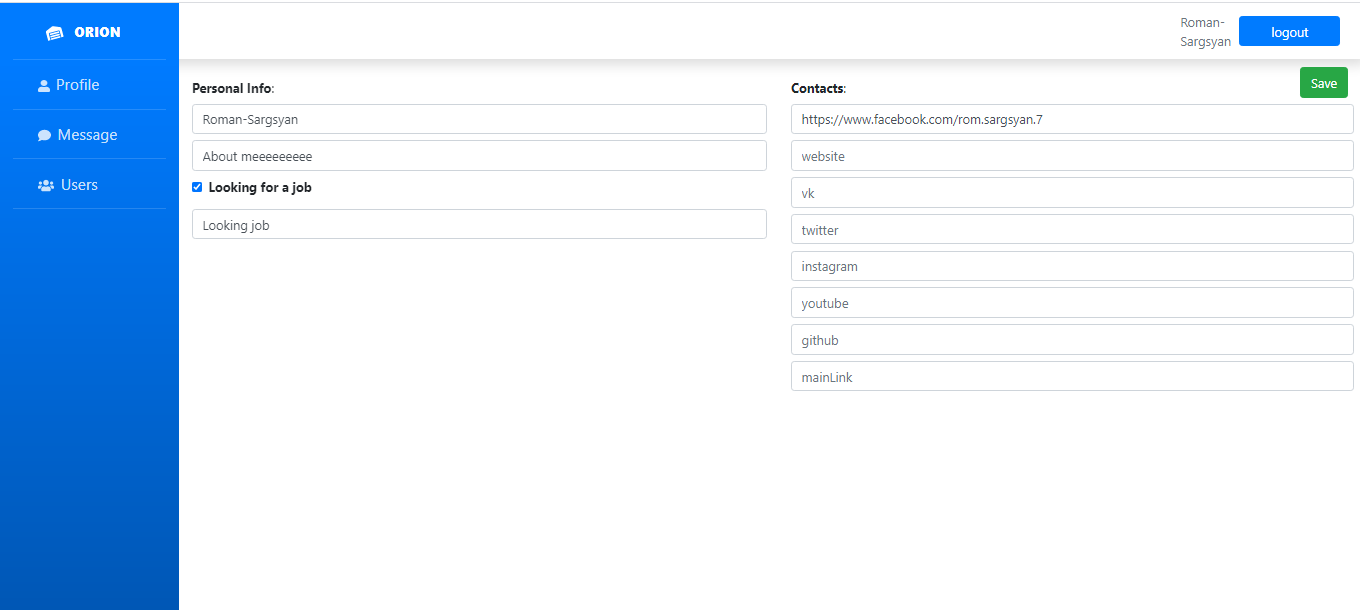 ORION
Profile
Message
Users
Roman-
Sargsyan
logout
Save
Personal Info:
Roman-Sargsyan
About meeeeeeeee
Looking for a job
Looking job
Contacts:
https://www.facebook.com/rom.sargsyan.7
website
vk
twitter
instagram
youtube
github
mainLink